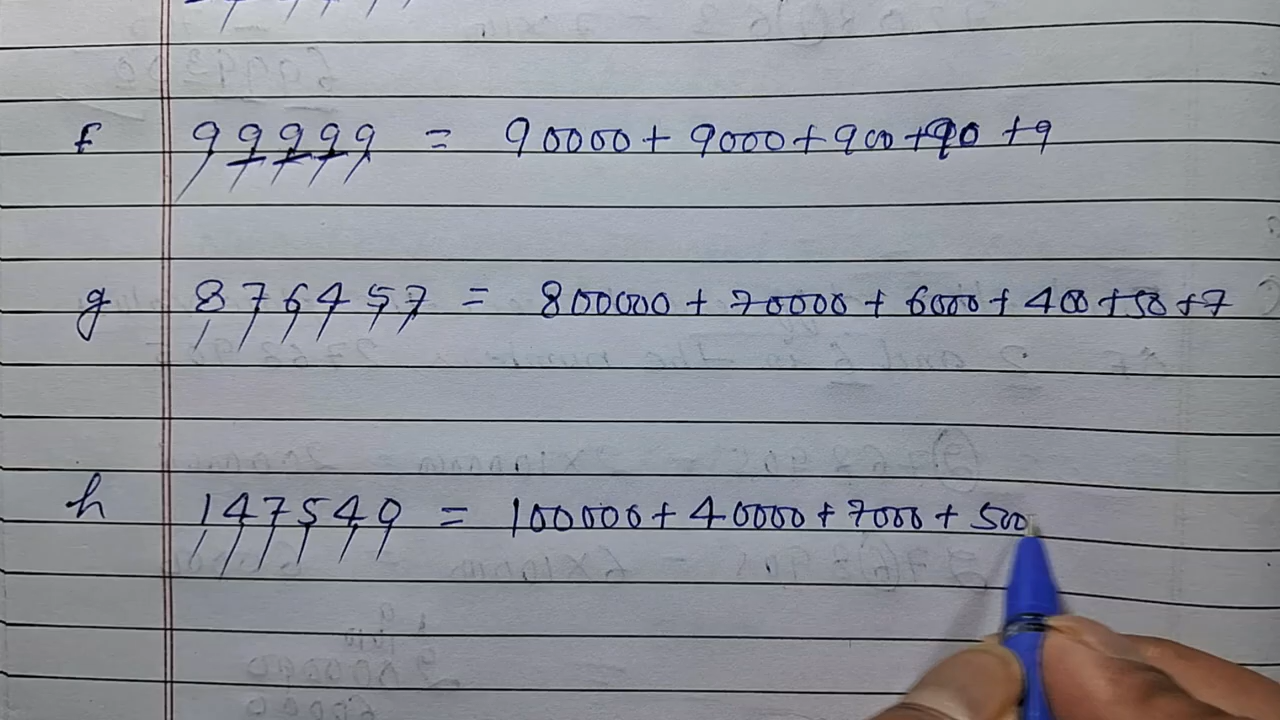 f 99999 = 90000 + 9000 + 900 + 90 + 9
g 876457 = 800000 + 70000 + 6000 + 400 + 50 + 7
h 147549 = 100000 + 40000 + 7000 + 500